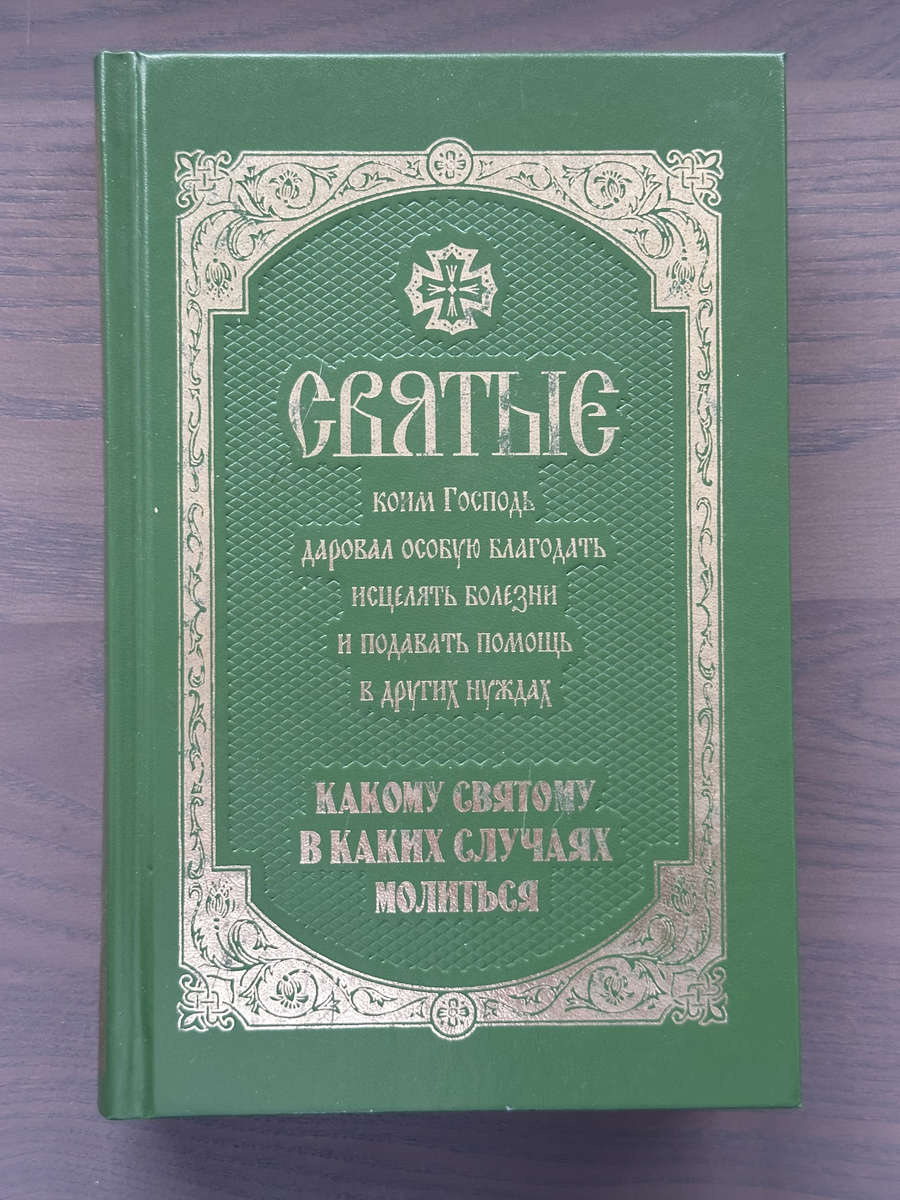 СВЯТЫЕ
КОИМ ГОСПОДЬ
ДАРОВАЛ ОСОБУЮ БЛАГОДАТЬ
ИСЦЕЛЯТЬ БОЛЕЗНИ
И ПОДАВАТЬ ПОМОЩЬ
В ДРУГИХ НУЖДАХ
КАКОМУ СВЯТОМУ
В КАКИХ СЛУЧАЯХ
МОЛИТЬСЯ